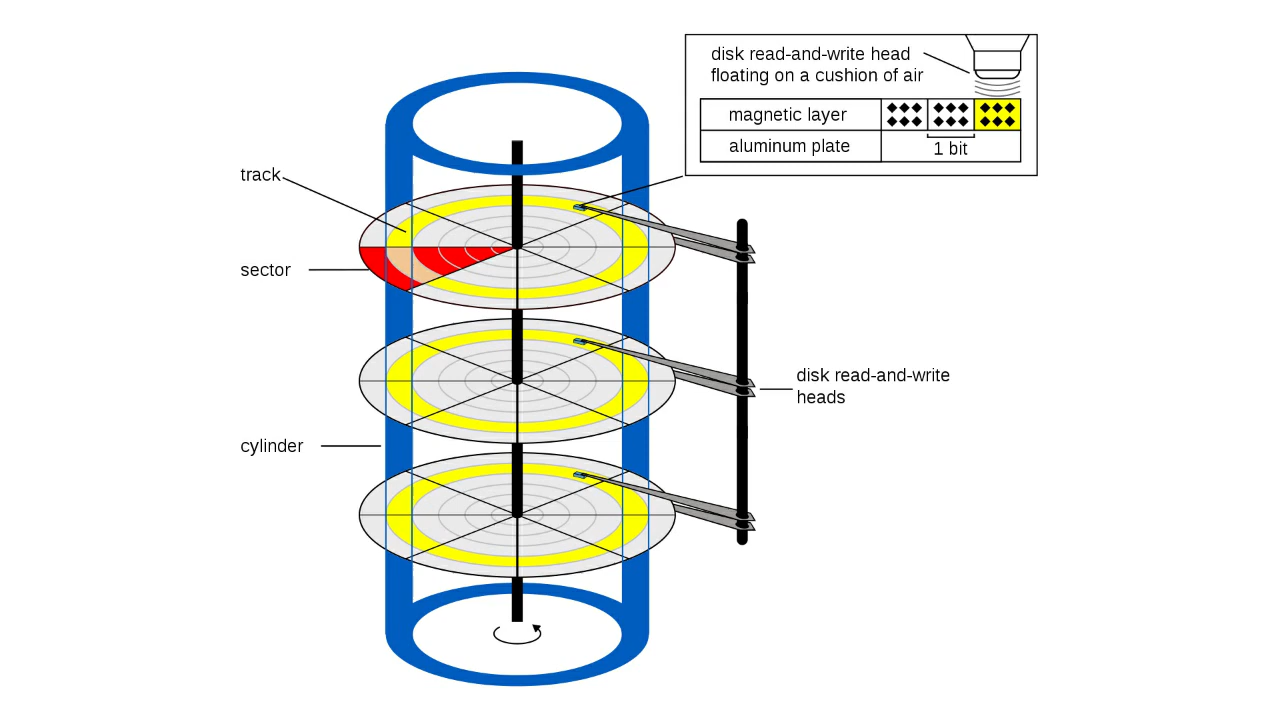 disk read-and-write head
floating on a cushion of air
magnetic layer
aluminum plate
1 bit
track
sector
cylinder
disk read-and-write
heads